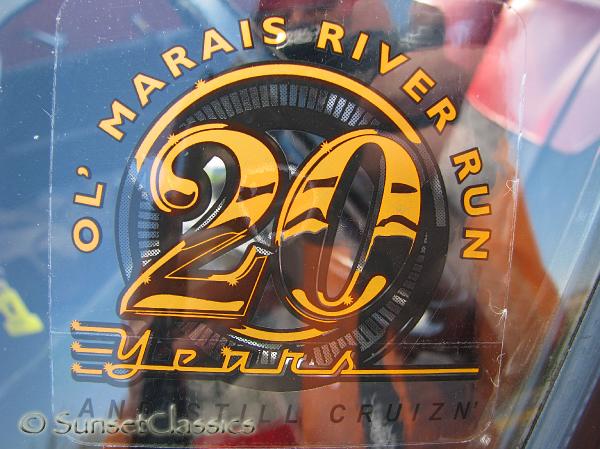 OL' MARAIS RIVER RUN
20
Years
AND STILL CRUIZN'
© SunsetClassics